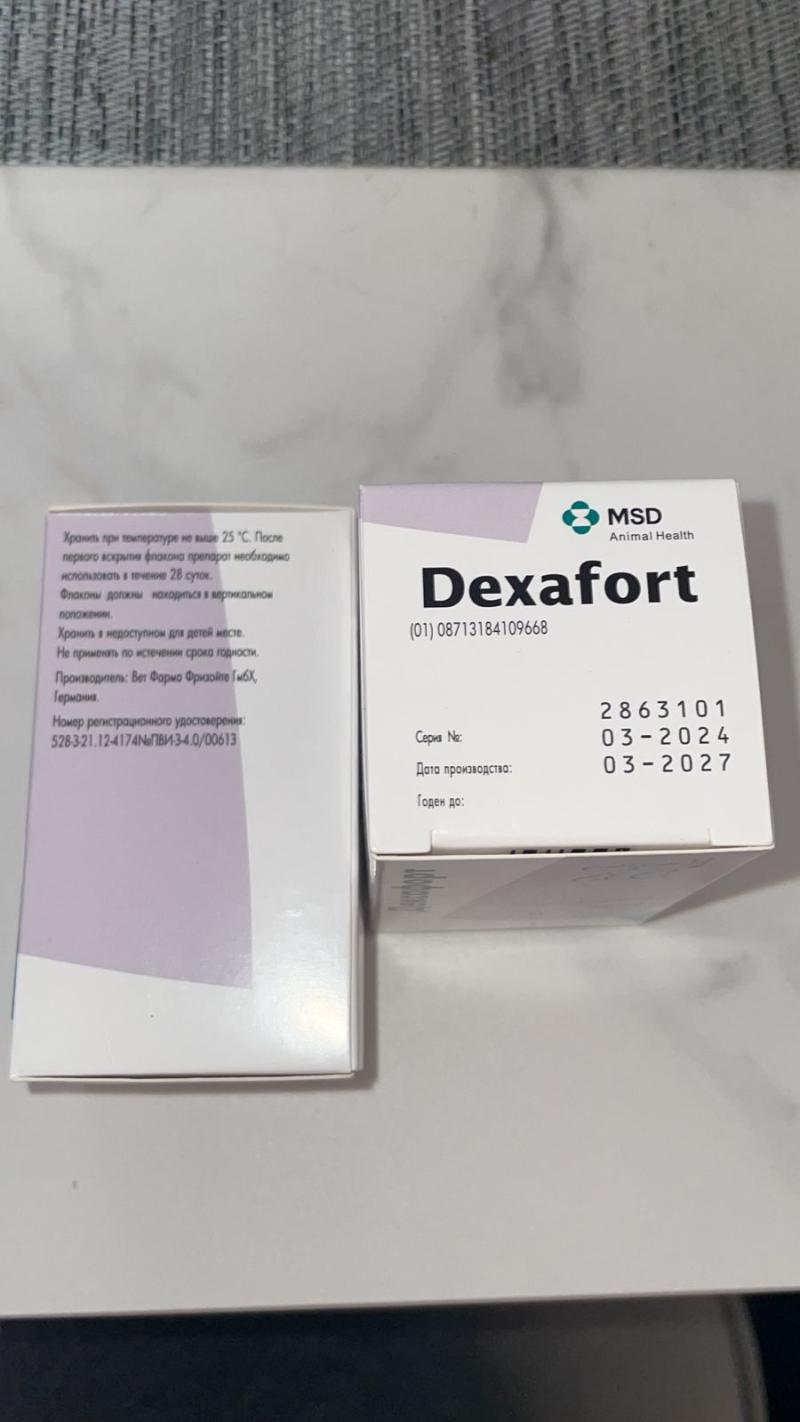 Хранить при температуре не выше 25 °С. После
первого вскрытия флакона препарат необходимо
использовать в течение 28 суток.
Флаконы должны находиться в вертикальном
положении.
Хранить в недоступном для детей месте.
Не применять по истечении срока годности.
Производитель: Вет Фарма Фризойте ГмбХ,
Германия.
Номер регистрационного удостоверения:
528-3-21.12-4174№ПВИ-3-4.0/00613
MSD
Animal Health
Dexafort
(01) 08713184109668
2863101
Серия №:
03-2024
Дата производства:
03-2027
Годен до:
Дексафорт